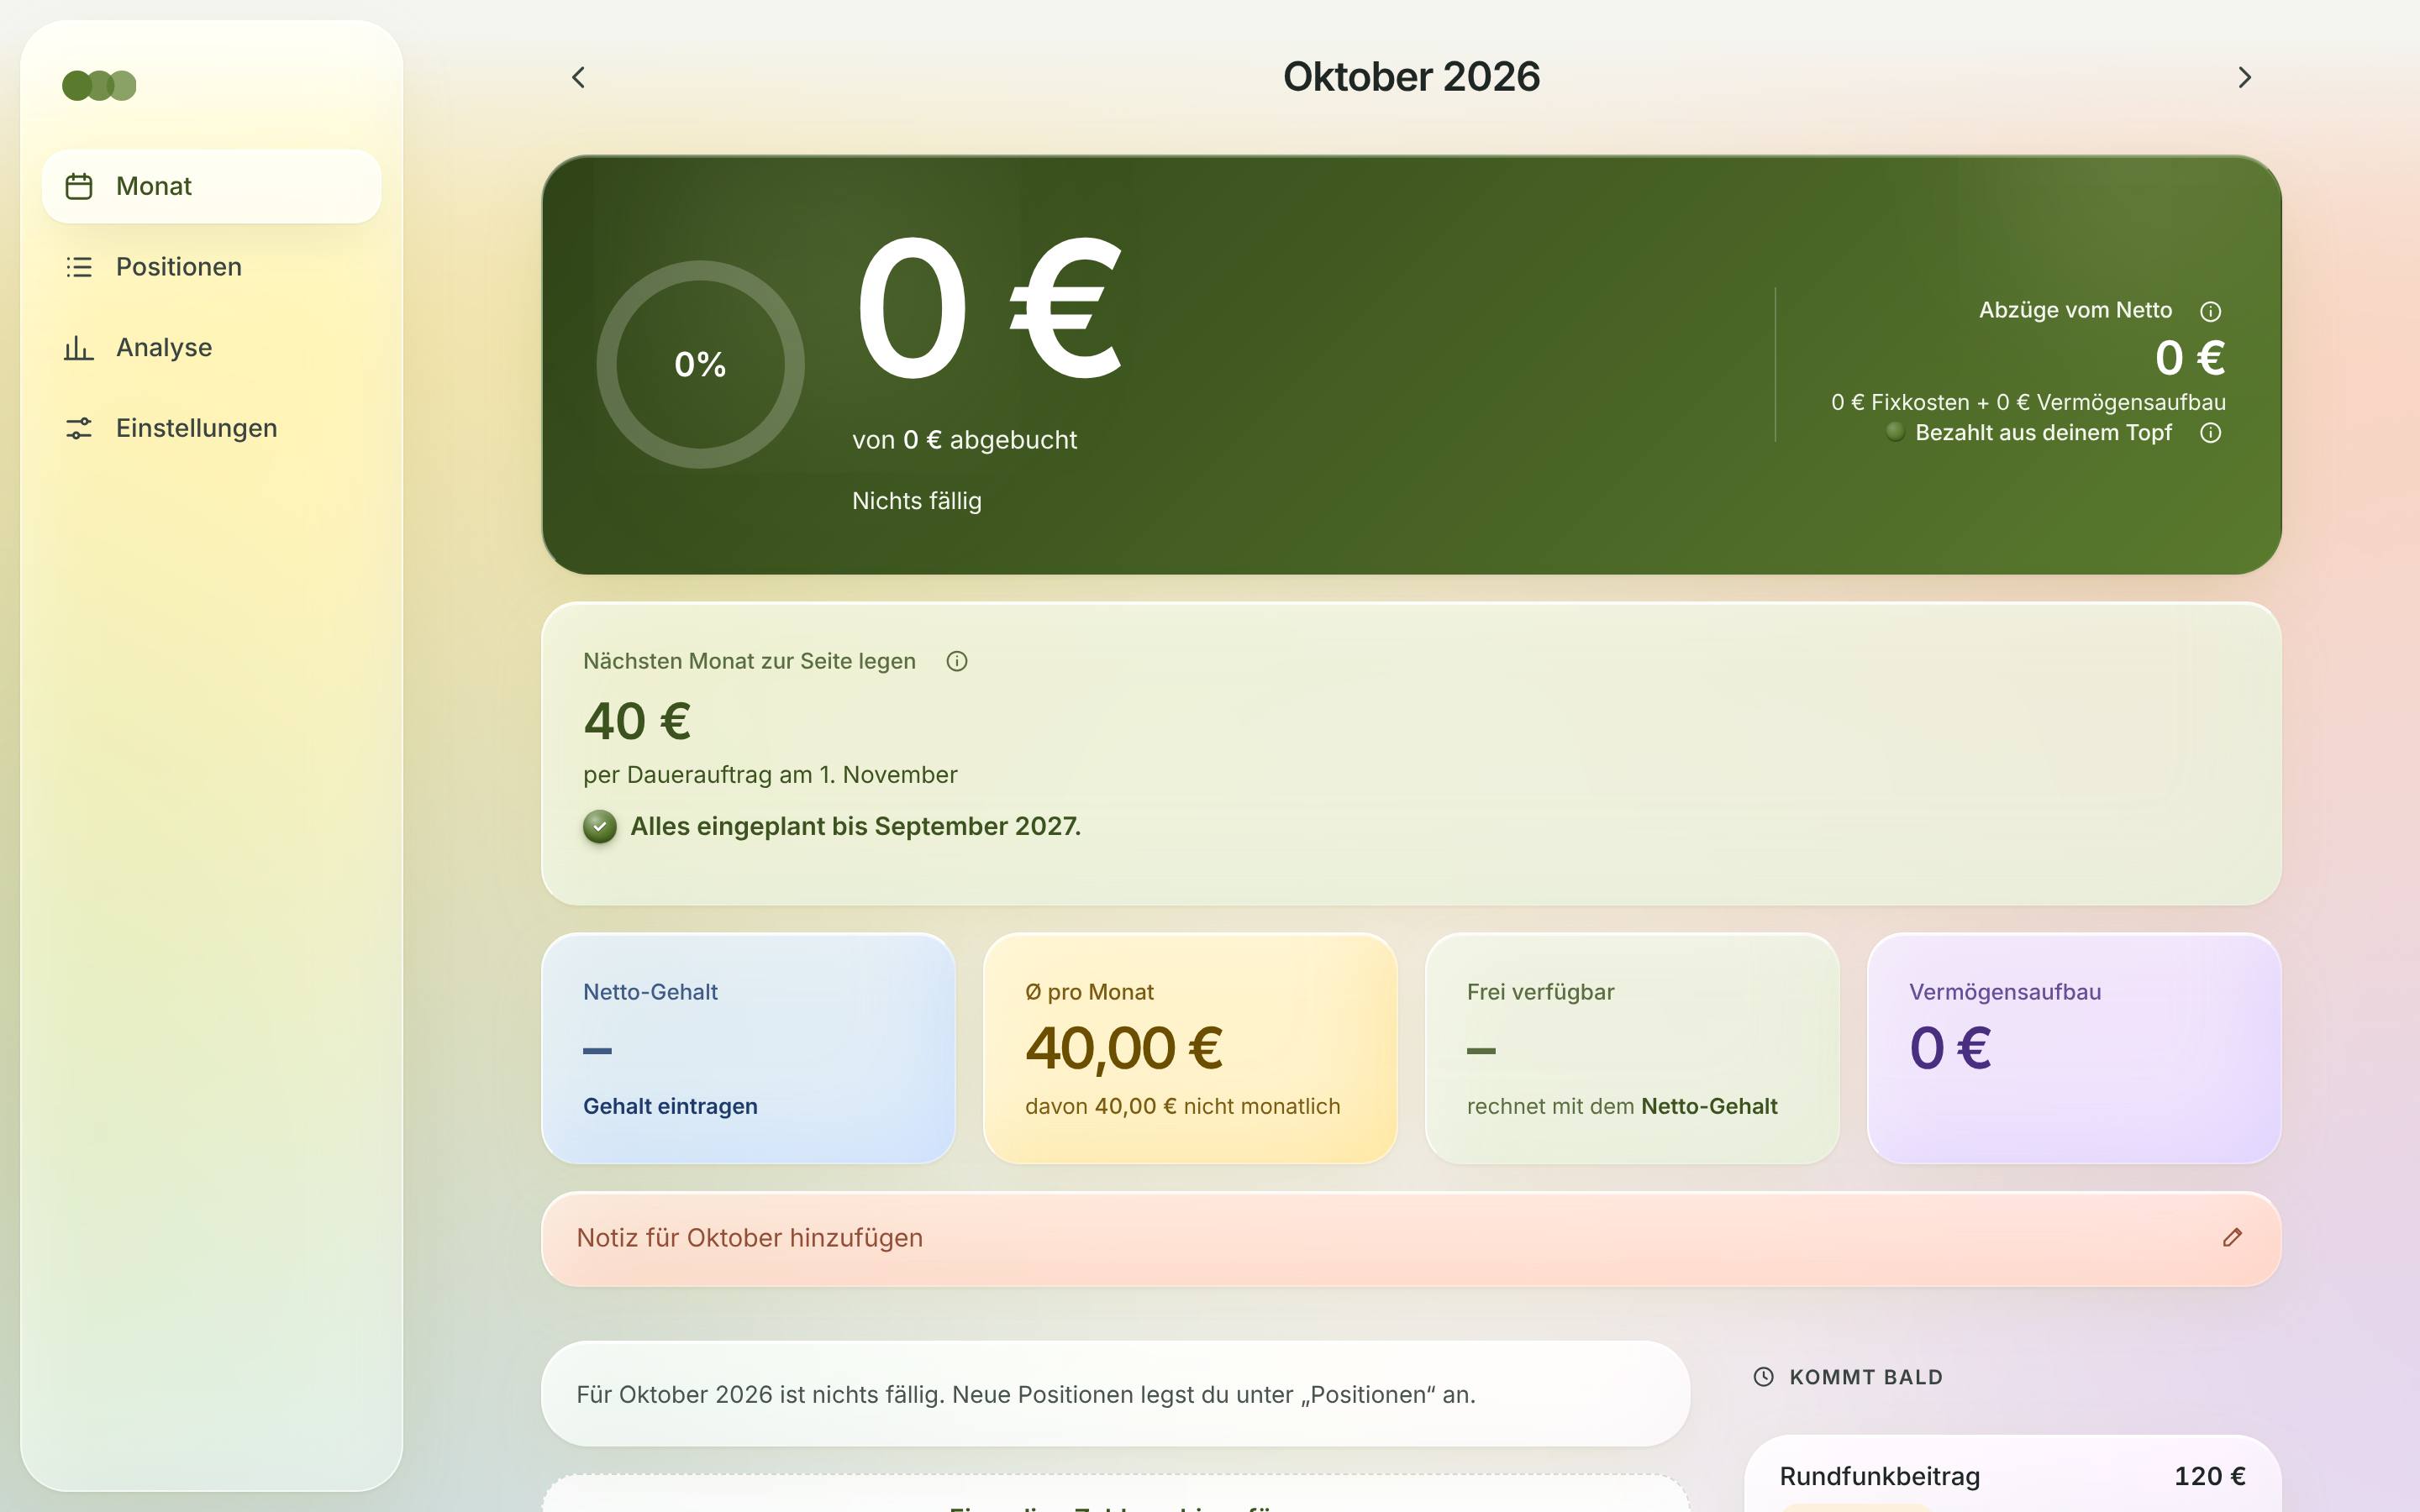 Oktober 2026
Monat
Positionen
Analyse
Einstellungen
0%
0 €
von 0 € abgebucht
Nichts fällig
Abzüge vom Netto
0 €
0 € Fixkosten + 0 € Vermögensaufbau
Bezahlt aus deinem Topf
Nächsten Monat zur Seite legen
40 €
per Dauerauftrag am 1. November
Alles eingeplant bis September 2027.
Netto-Gehalt
–
Gehalt eintragen
Ø pro Monat
40,00 €
davon 40,00 € nicht monatlich
Frei verfügbar
–
rechnet mit dem Netto-Gehalt
Vermögensaufbau
0 €
Notiz für Oktober hinzufügen
Für Oktober 2026 ist nichts fällig. Neue Positionen legst du unter „Positionen“ an.
KOMMT BALD
Rundfunkbeitrag 120 €